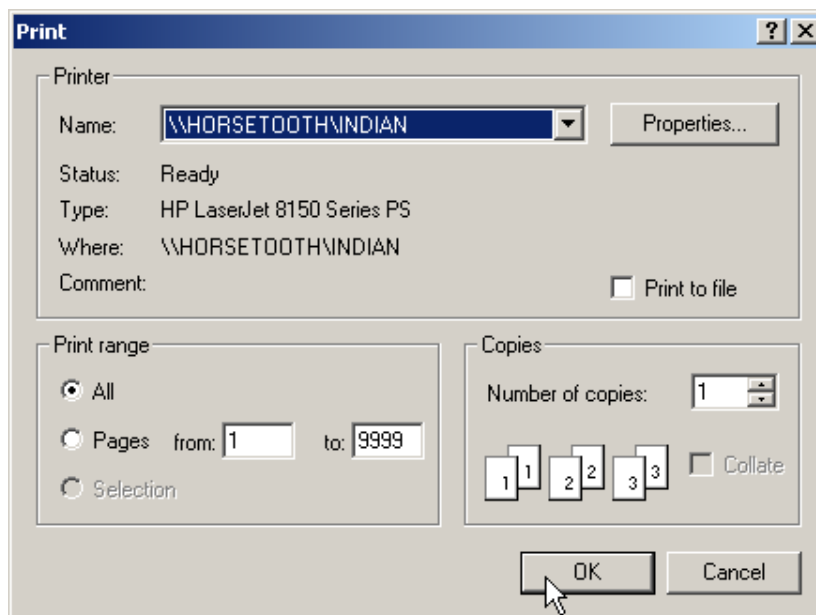 Print
Printer
Name: \\HORSETOOTH\INDIAN Properties...
Status: Ready
Type: HP LaserJet 8150 Series PS
Where: \\HORSETOOTH\INDIAN
Comment: Print to file
Print range Copies
All Number of copies: 1
Pages from: 1 to: 9999 1 1 2 2 3 3 Collate
Selection
OK Cancel